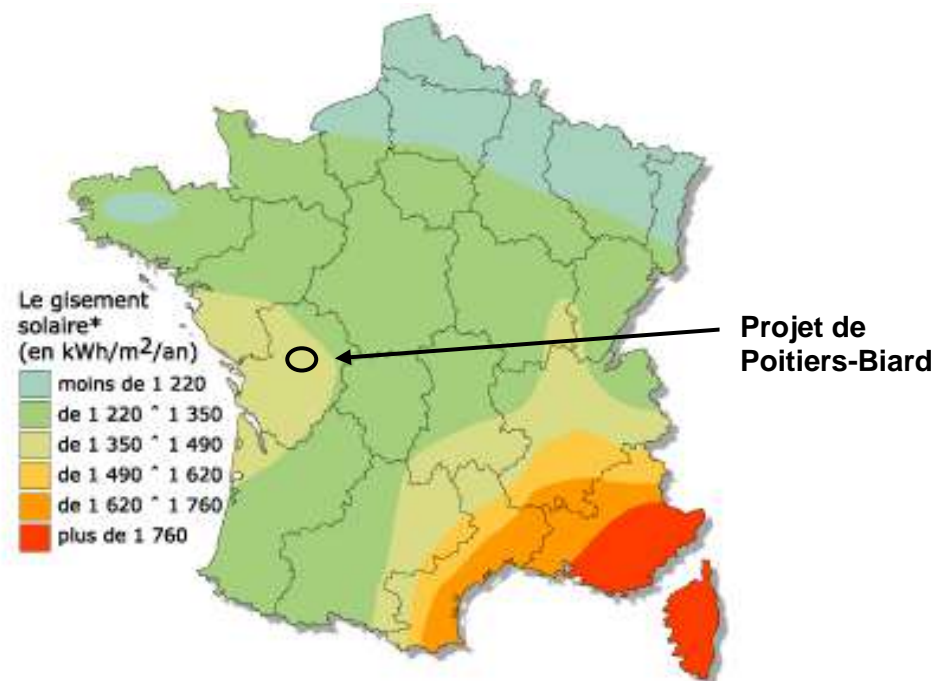 Le gisement
solaire*
(en kWh/m²/an)
moins de 1 220
de 1 220 ˆ 1 350
de 1 350 ˆ 1 490
de 1 490 ˆ 1 620
de 1 620 ˆ 1 760
plus de 1 760
Projet de
Poitiers-Biard